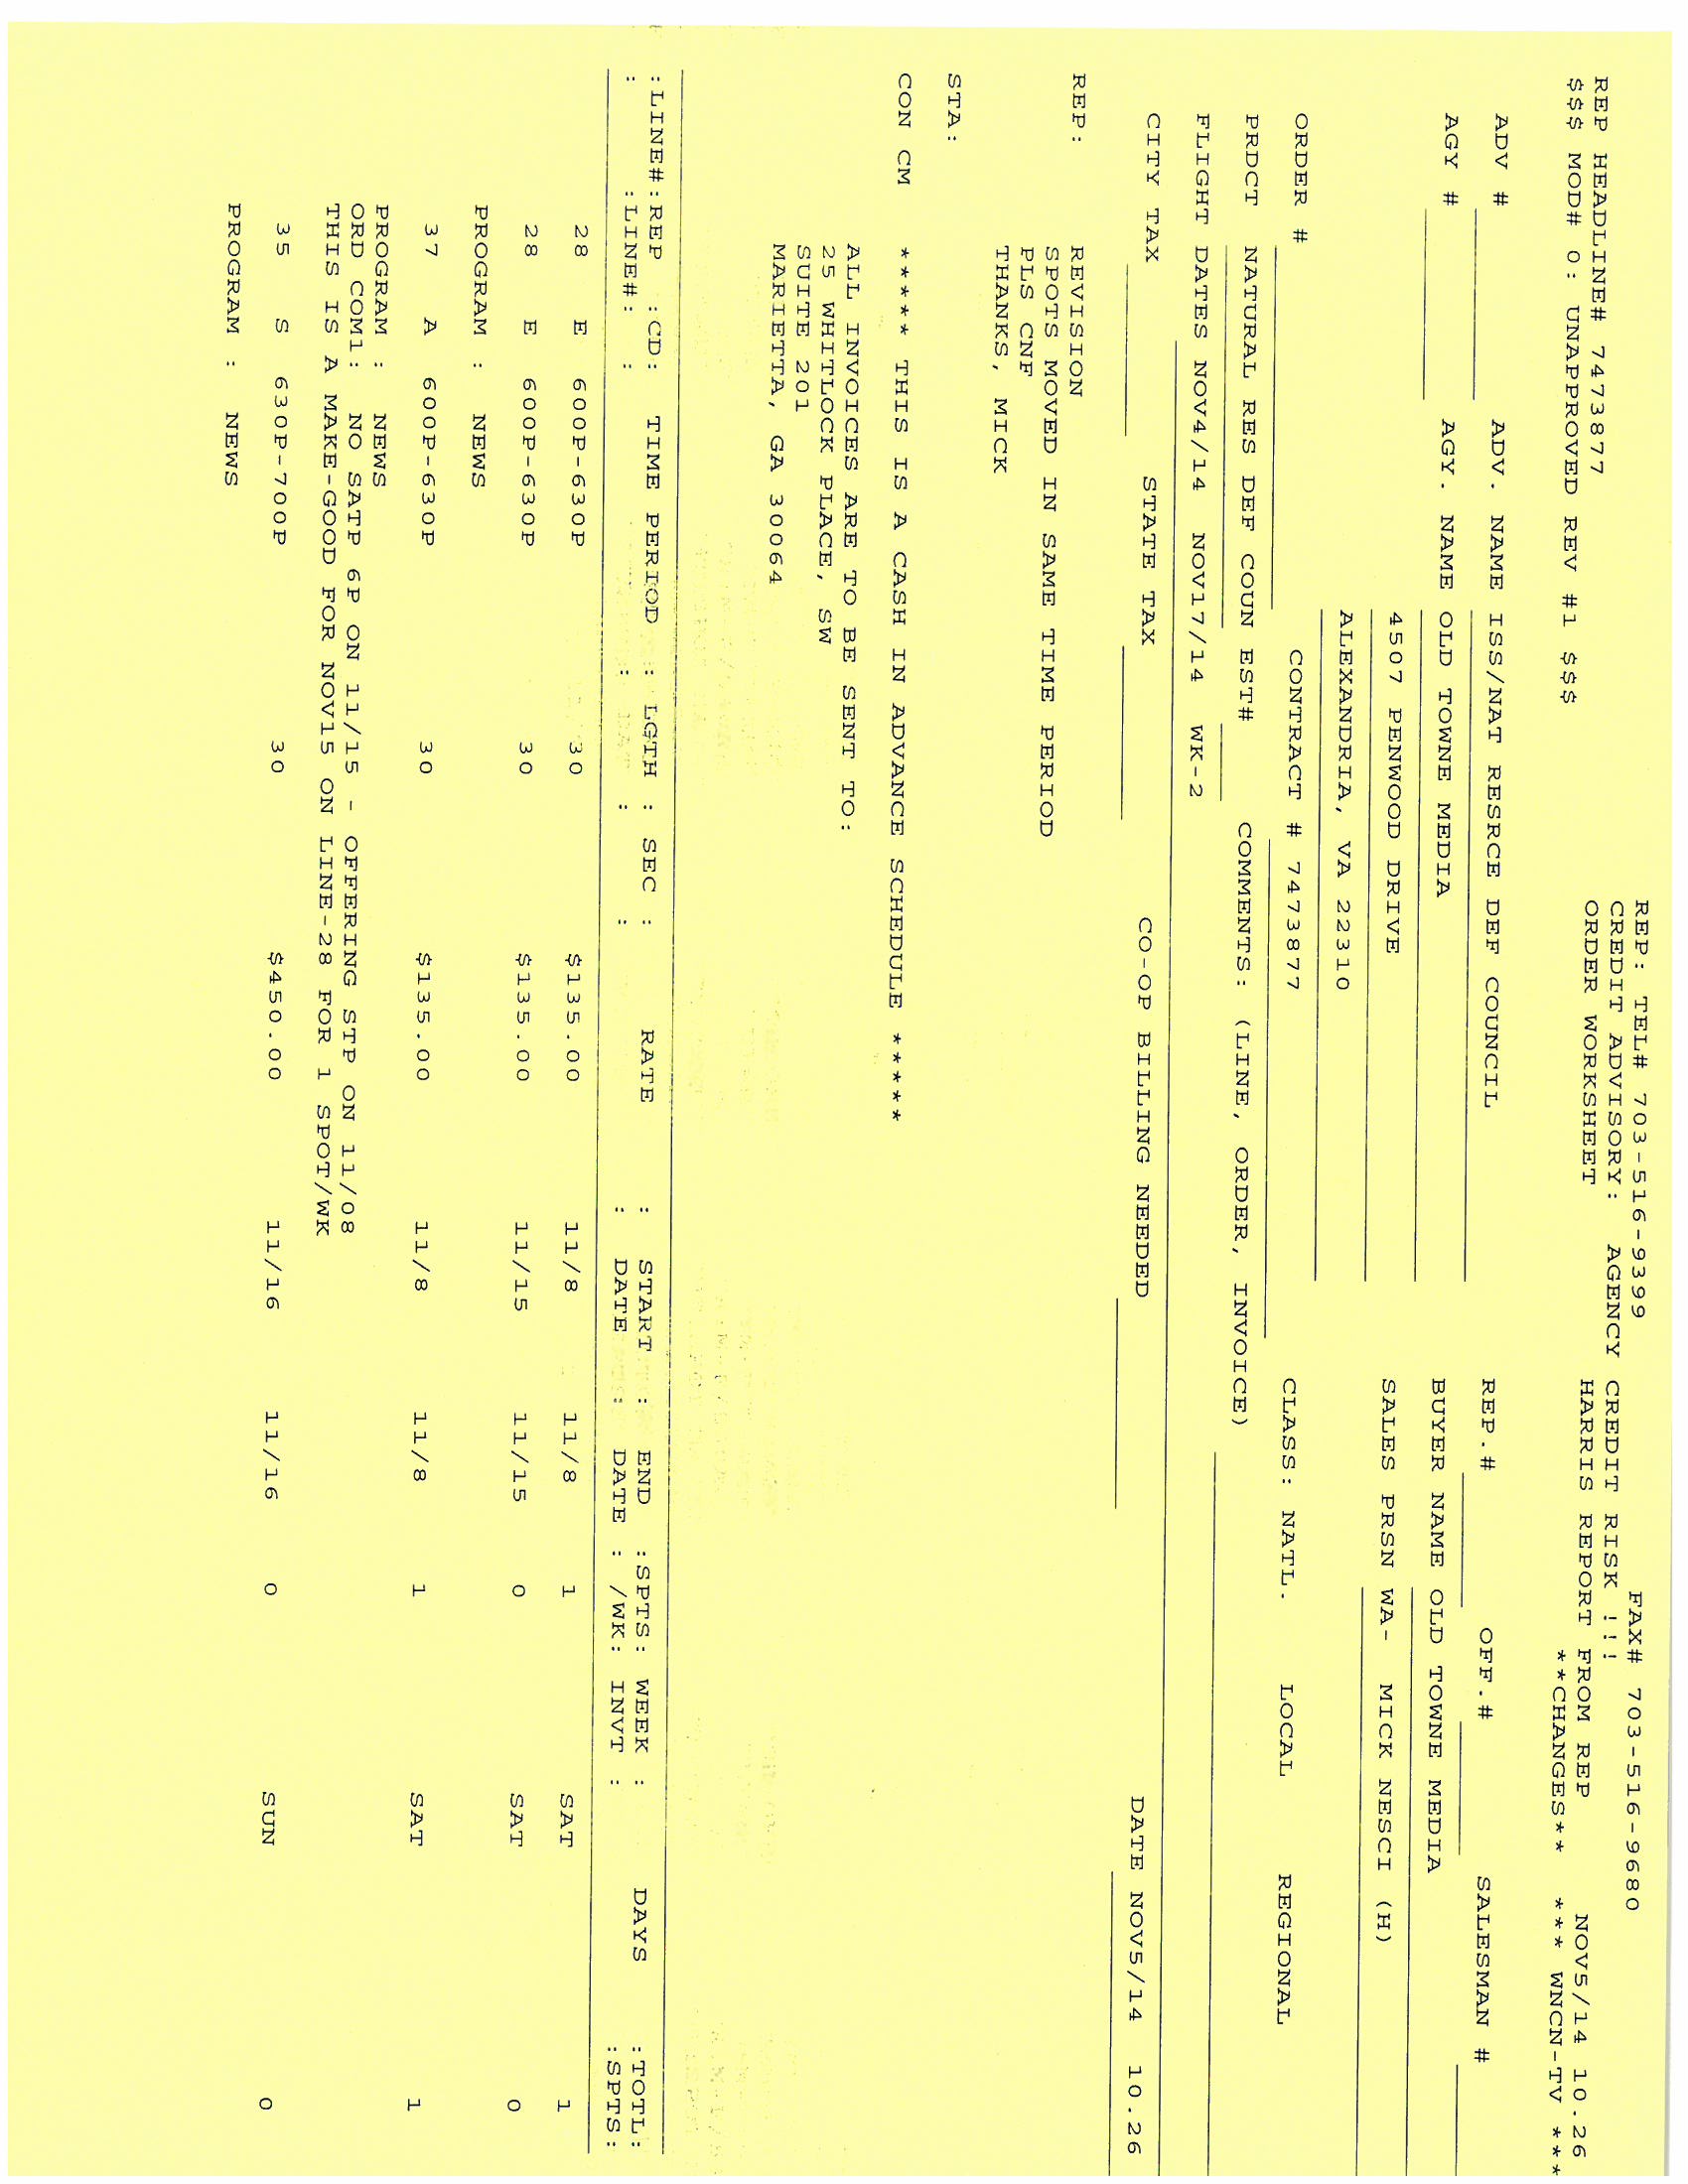 REP: TEL# 703-516-9399 FAX# 703-516-9680
CREDIT ADVISORY: AGENCY CREDIT RISK !!!
REP HEADLINE# 7473877 ORDER WORKSHEET HARRIS REPORT FROM REP NOV5/14 10.26
$$$ MOD# 0: UNAPPROVED REV #1 $$$ **CHANGES** *** WNCN-TV ***
ADV # ADV. NAME ISS/NAT RESRCE DEF COUNCIL REP.# OFF.# SALESMAN #
AGY # AGY. NAME OLD TOWNE MEDIA BUYER NAME OLD TOWNE MEDIA
4507 PENWOOD DRIVE SALES PRSN WA- MICK NESCI (H)
ALEXANDRIA, VA 22310
ORDER # CONTRACT # 7473877 CLASS: NATL. LOCAL REGIONAL
PRDCT NATURAL RES DEF COUN EST# COMMENTS: (LINE, ORDER, INVOICE)
FLIGHT DATES NOV4/14 NOV17/14 WK-2
CITY TAX STATE TAX CO-OP BILLING NEEDED DATE NOV5/14 10.26
REP: REVISION
SPOTS MOVED IN SAME TIME PERIOD
PLS CNF
THANKS, MICK
STA:
CON CM ***** THIS IS A CASH IN ADVANCE SCHEDULE *****
ALL INVOICES ARE TO BE SENT TO:
25 WHITLOCK PLACE, SW
SUITE 201
MARIETTA, GA 30064
:LINE#:REP :CD: TIME PERIOD : LGTH : SEC : RATE : START : END :SPTS: WEEK : DAYS :TOTL:
: :LINE#: : : : : : DATE : DATE : /WK: INVT : :SPTS:
28 E 600P-630P 30 $135.00 11/8 11/8 1 SAT 1
28 E 600P-630P 30 $135.00 11/15 11/15 0 SAT 0
PROGRAM : NEWS
37 A 600P-630P 30 $135.00 11/8 11/8 1 SAT 1
PROGRAM : NEWS
ORD COM1: NO SATP 6P ON 11/15 - OFFERING STP ON 11/08
THIS IS A MAKE-GOOD FOR NOV15 ON LINE-28 FOR 1 SPOT/WK
35 S 630P-700P 30 $450.00 11/16 11/16 0 SUN 0
PROGRAM : NEWS